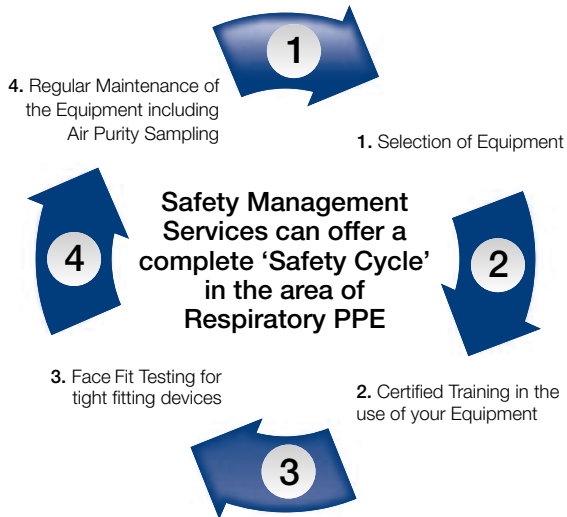 1
4. Regular Maintenance of
the Equipment including
Air Purity Sampling
1. Selection of Equipment
Safety Management
Services can offer a
complete ‘Safety Cycle’
in the area of
Respiratory PPE
4
2
3. Face Fit Testing for
tight fitting devices
2. Certified Training in the
use of your Equipment
3